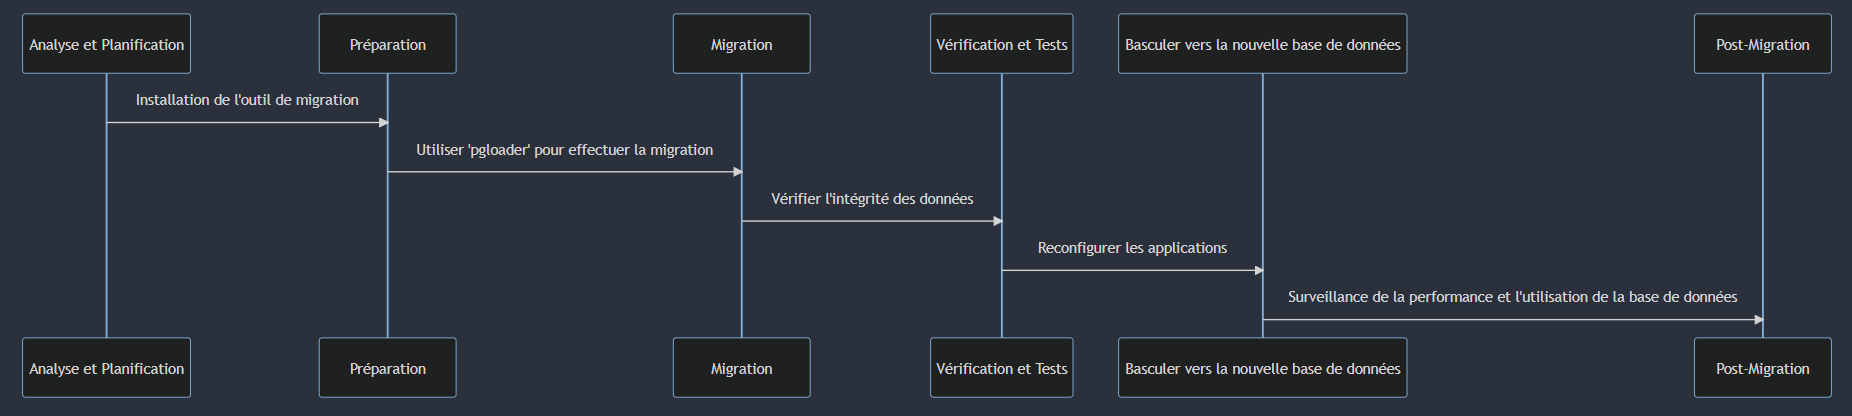 Analyse et Planification
Préparation
Migration
Vérification et Tests
Basculer vers la nouvelle base de données
Post-Migration
Installation de l'outil de migration
Utiliser 'pgloader' pour effectuer la migration
Vérifier l'intégrité des données
Reconfigurer les applications
Surveillance de la performance et l'utilisation de la base de données
Analyse et Planification
Préparation
Migration
Vérification et Tests
Basculer vers la nouvelle base de données
Post-Migration